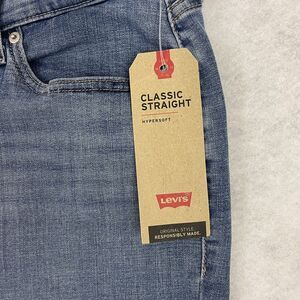 CLASSIC
STRAIGHT
HYPERSOFT
Levi's
ORIGINAL STYLE.
RESPONSIBLY MADE.